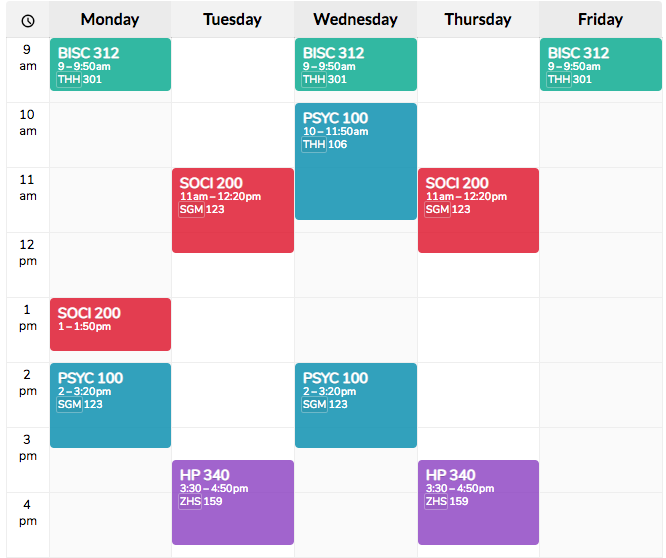 Monday Tuesday Wednesday Thursday Friday
9
am
BISC 312
9 – 9:50am
THH 301
BISC 312
9 – 9:50am
THH 301
BISC 312
9 – 9:50am
THH 301
10
am
PSYC 100
10 – 11:50am
THH 106
11
am
SOCI 200
11am – 12:20pm
SGM 123
SOCI 200
11am – 12:20pm
SGM 123
12
pm
1
pm
SOCI 200
1 – 1:50pm
2
pm
PSYC 100
2 – 3:20pm
SGM 123
PSYC 100
2 – 3:20pm
SGM 123
3
pm
HP 340
3:30 – 4:50pm
ZHS 159
HP 340
3:30 – 4:50pm
ZHS 159
4
pm